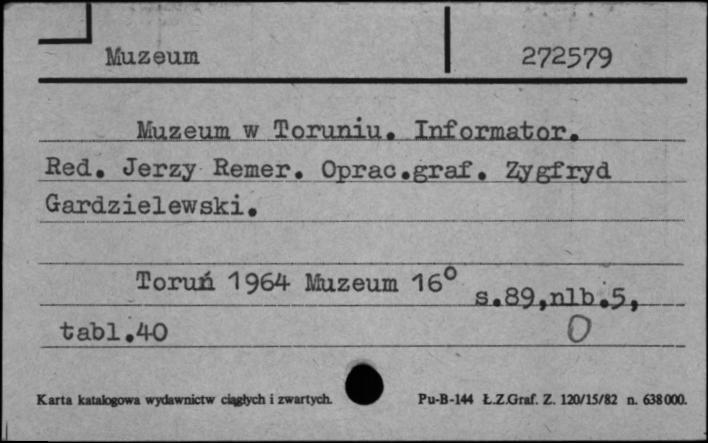 Muzeum 272579
Muzeum w Toruniu. Informator.
Red. Jerzy Remer. Oprac.graf. Zygfryd
Gardzielewski.
Toruń 1964 Muzeum 16° s.89,nlb.5,
tabl.40 0
Karta katalogowa wydawnictw ciągłych i zwartych. Pu-B-144 Ł.Z.Graf. Z. 120/15/82 n. 638000.